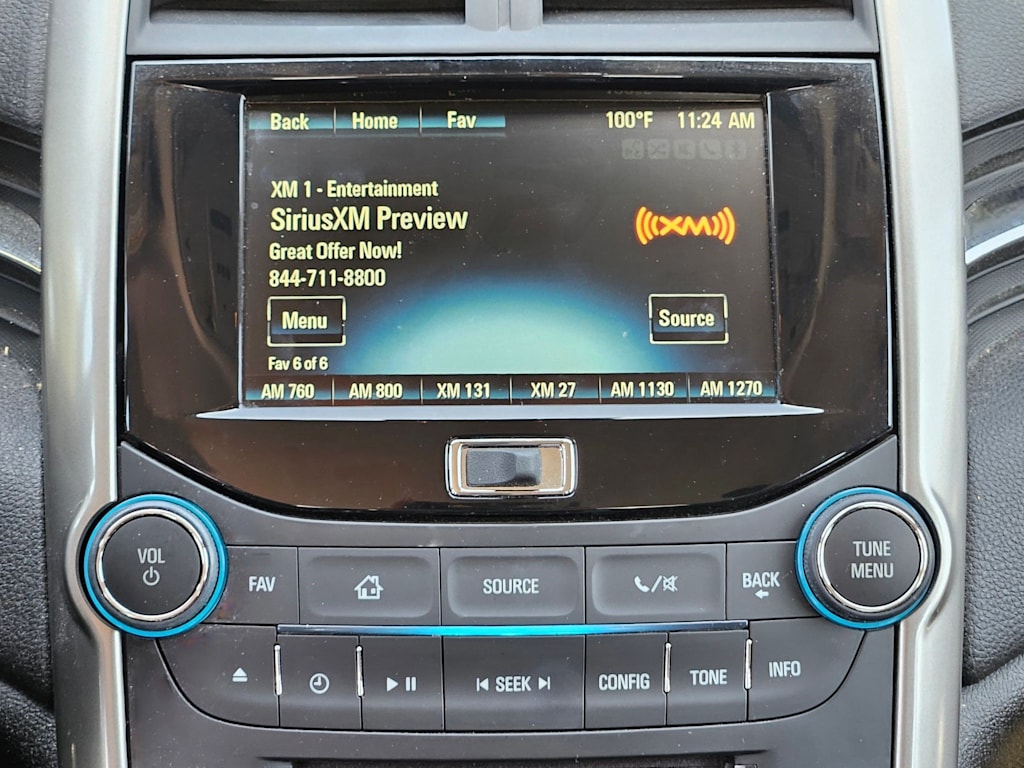 Back Home Fav 100°F 11:24 AM
XM 1 - Entertainment
SiriusXM Preview
Great Offer Now!
844-711-8800
XM
Menu Source
Fav 6 of 6
AM 760 AM 800 XM 131 XM 27 AM 1130 AM 1270
VOL
FAV
SOURCE
BACK
TUNE
MENU
SEEK
CONFIG
TONE
INFO